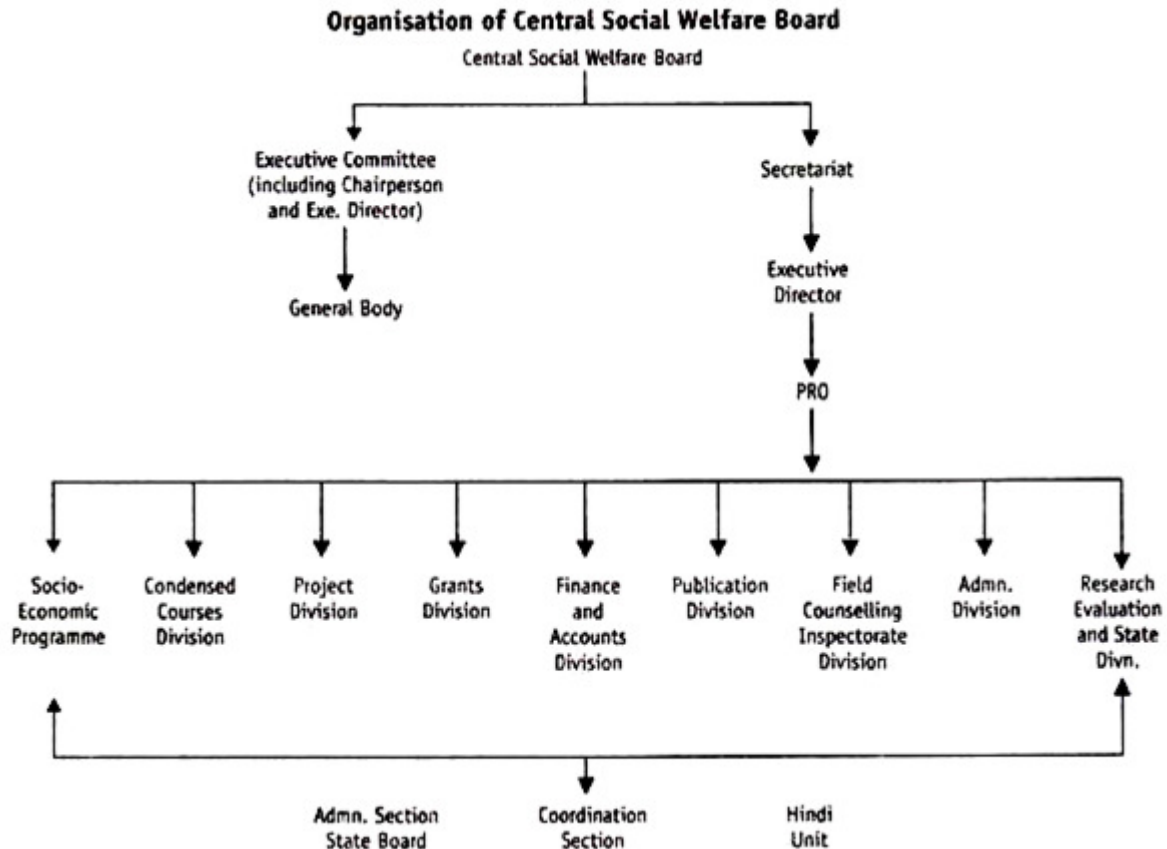 Organisation of Central Social Welfare Board
Central Social Welfare Board
Executive Committee
(including Chairperson
and Exe. Director)
General Body
Secretariat
Executive
Director
PRO
Socio-
Economic
Programme
Condensed
Courses
Division
Project
Division
Grants
Division
Finance
and
Accounts
Division
Publication
Division
Field
Counselling
Inspectorate
Division
Admn.
Division
Research
Evaluation
and State
Divn.
Admn. Section
State Board
Coordination
Section
Hindi
Unit